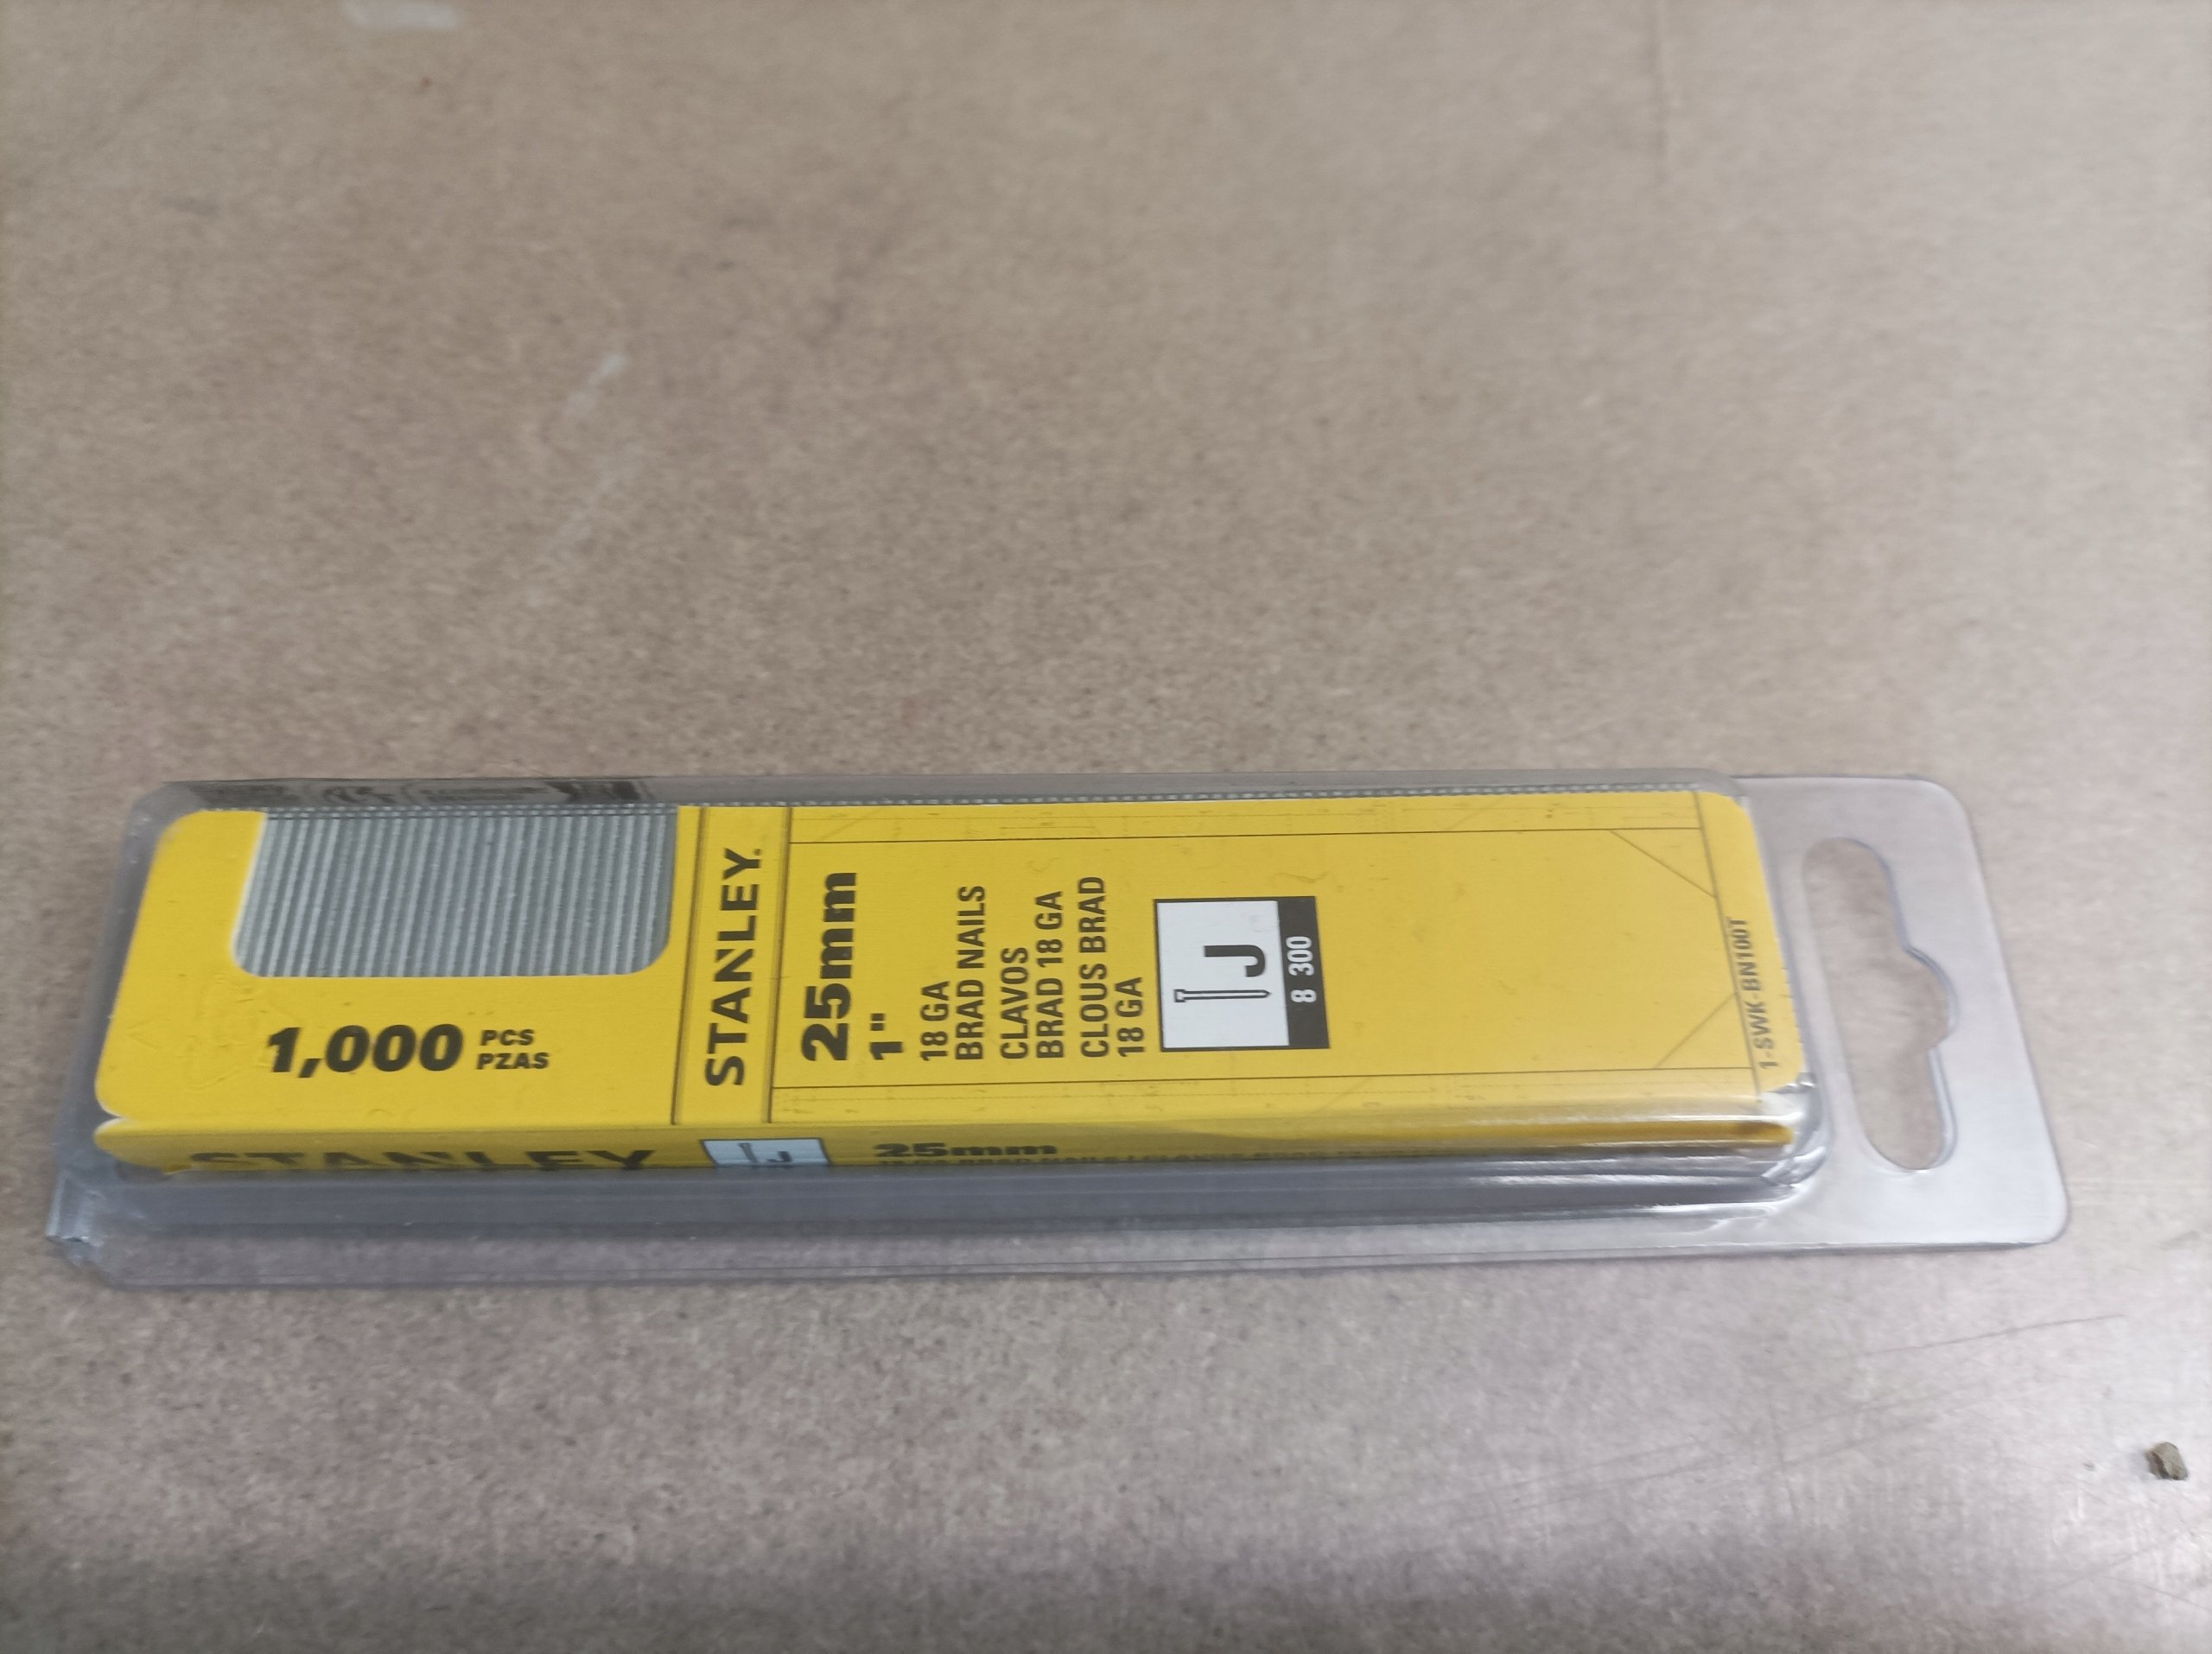 1,000 PCS
PZAS
STANLEY.
25mm
1"
18 GA
BRAD NAILS
CLAVOS
BRAD 18 GA
CLOUS BRAD
18 GA
J
8 300
1-SWK-BN100T
STANLEY
J
25mm